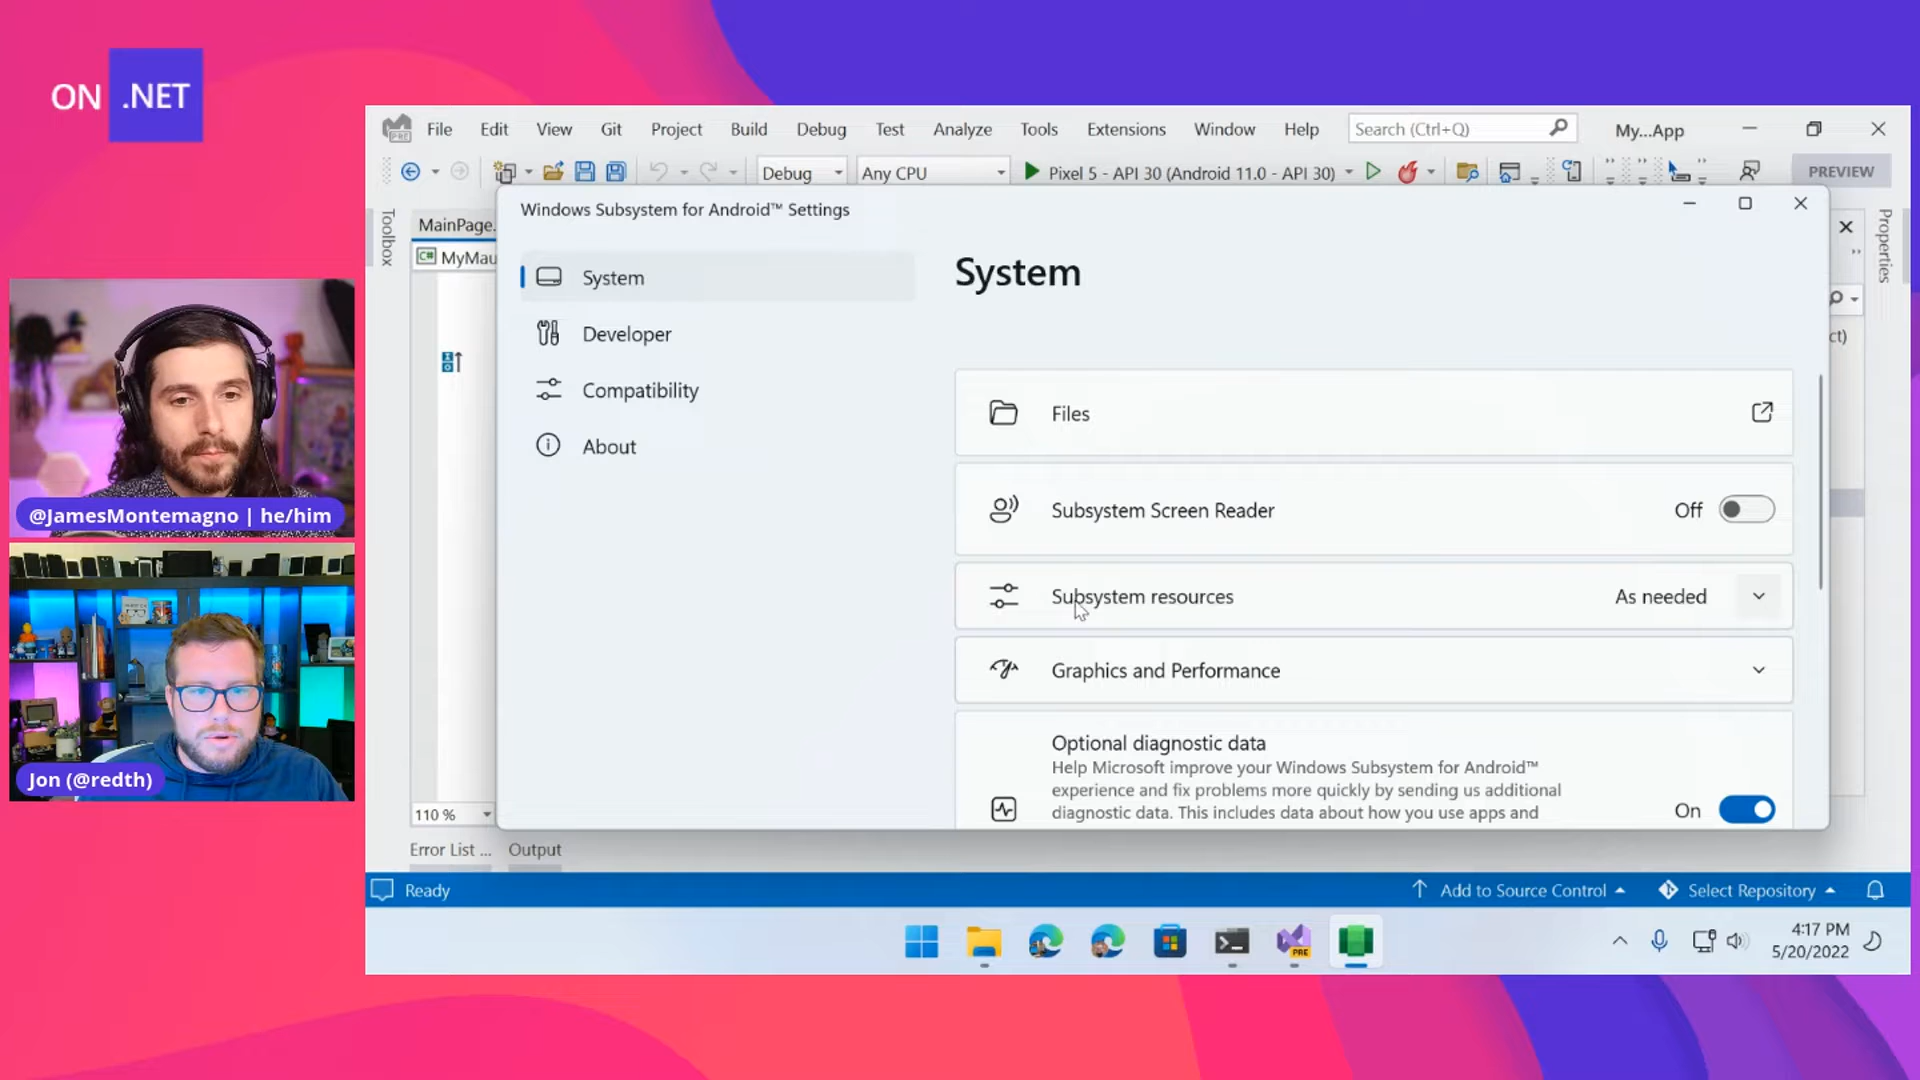 ON .NET
File Edit View Git Project Build Debug Test Analyze Tools Extensions Window Help Search (Ctrl+Q) My...App
PRE
Debug Any CPU Pixel 5 - API 30 (Android 11.0 - API 30) PREVIEW
Toolbox
MainPage.
C# MyMau
Windows Subsystem for Android™ Settings
System
Developer
Compatibility
About
System
Files
Subsystem Screen Reader Off
Subsystem resources As needed
Graphics and Performance
Optional diagnostic data
Help Microsoft improve your Windows Subsystem for Android™
experience and fix problems more quickly by sending us additional
diagnostic data. This includes data about how you use apps and
On
Properties
ct)
110 %
Error List ... Output
Ready Add to Source Control Select Repository
PRE
4:17 PM
5/20/2022
@JamesMontemagno | he/him
Jon (@redth)